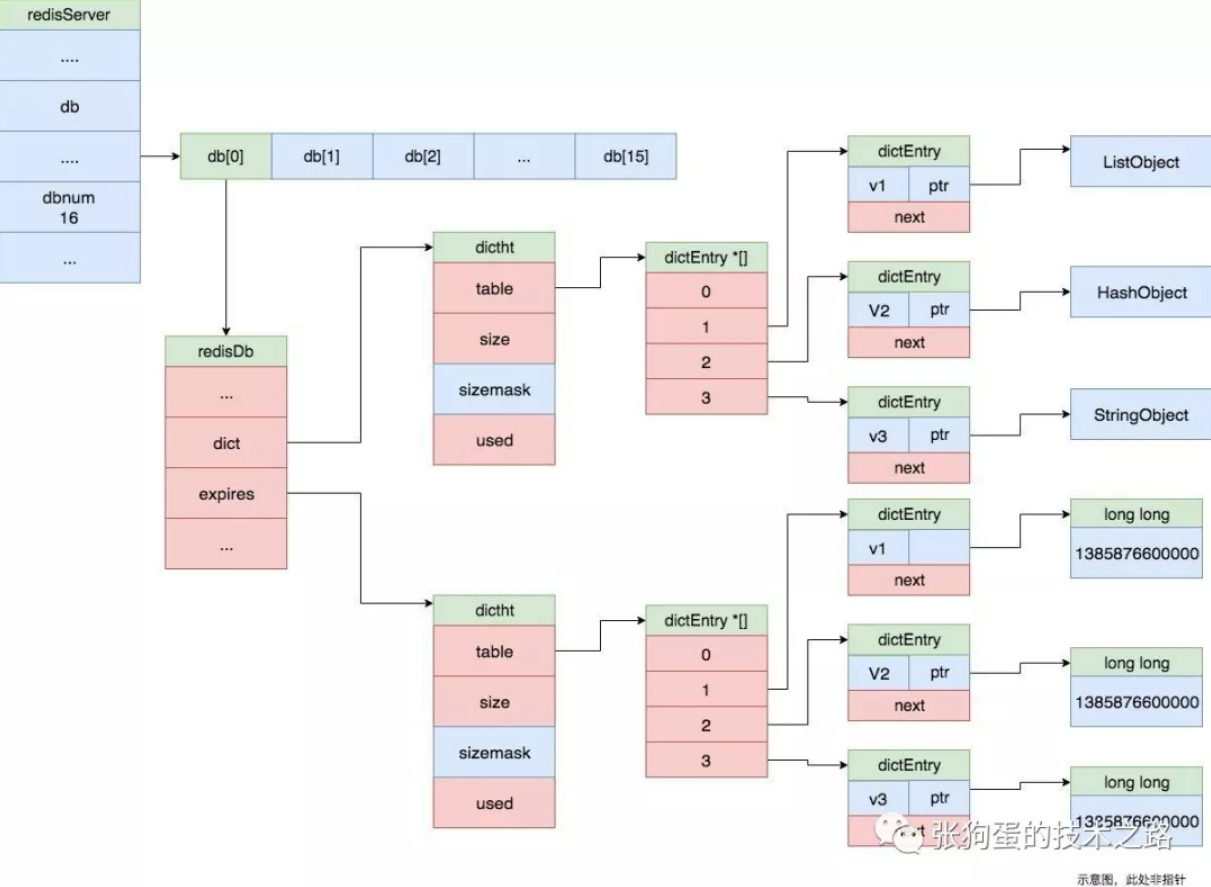 redisServer
....
db
....
dbnum
16
...
db[0] db[1] db[2] ... db[15]
redisDb
...
dict
expires
...
dictht
table
size
sizemask
used
dictEntry *[]
0
1
2
3
dictEntry
v1 ptr
next
ListObject
dictEntry
V2 ptr
next
HashObject
dictEntry
v3 ptr
next
StringObject
dictht
table
size
sizemask
used
dictEntry *[]
0
1
2
3
dictEntry
v1
next
long long
1385876600000
dictEntry
V2 ptr
next
long long
1385876600000
dictEntry
v3 ptr
long long
1385876600000
张狗蛋的技术之路
示意图，此处非指针